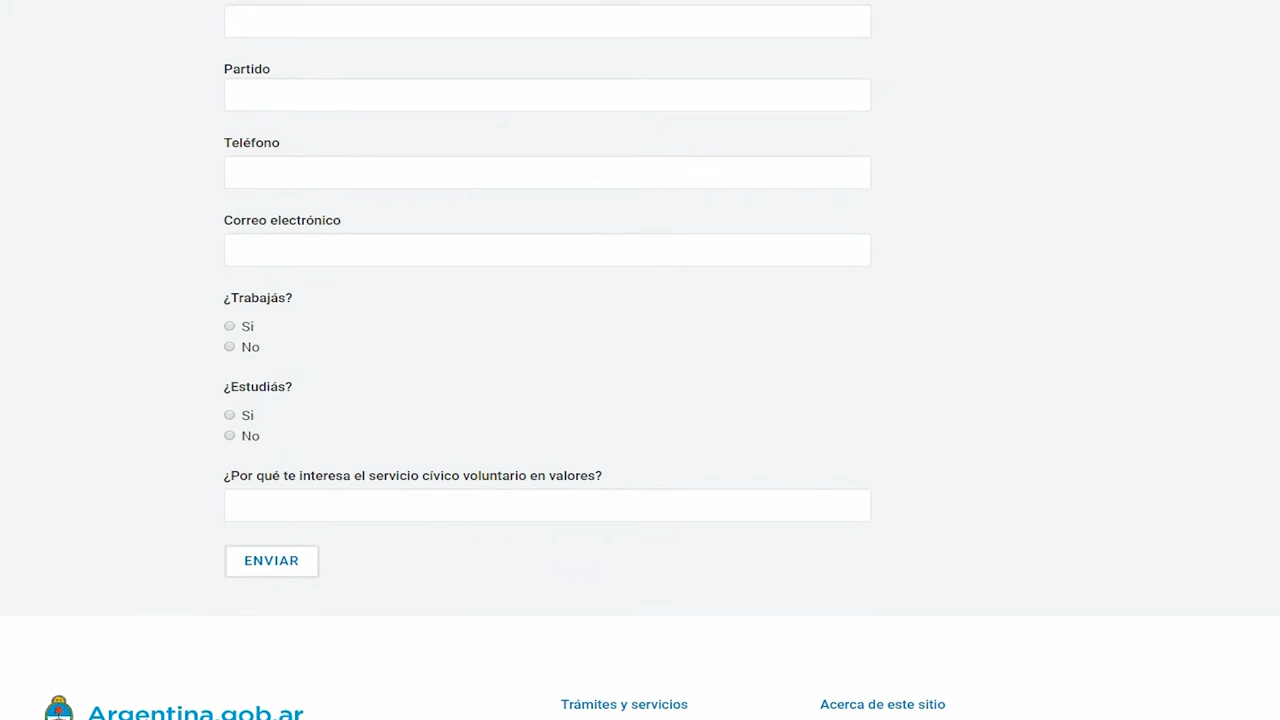 Partido
Teléfono
Correo electrónico
¿Trabajás?
Si
No
¿Estudiás?
Si
No
¿Por qué te interesa el servicio cívico voluntario en valores?
ENVIAR
Argentina.gob.ar
Trámites y servicios
Acerca de este sitio